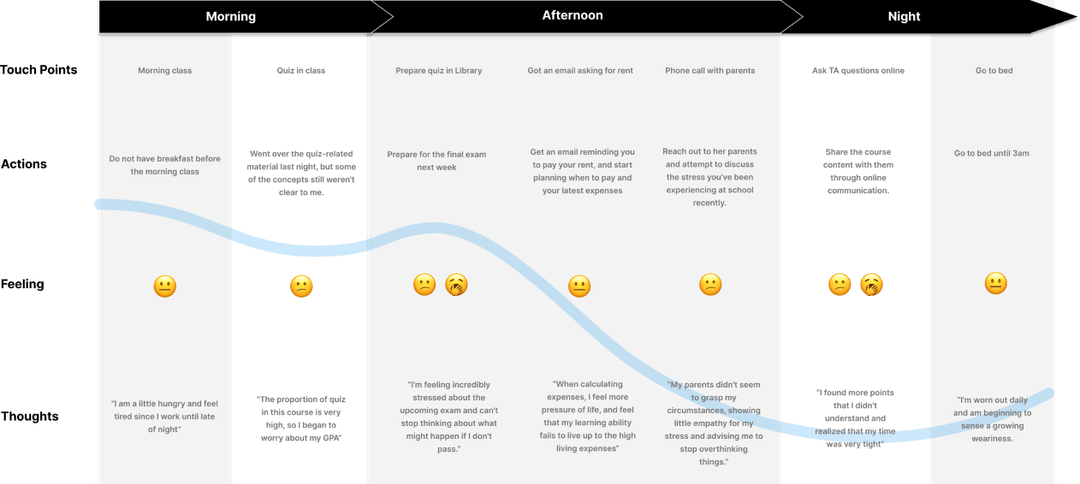 Morning
Afternoon
Night
Touch Points
Morning class
Quiz in class
Prepare quiz in Library
Got an email asking for rent
Phone call with parents
Ask TA questions online
Go to bed
Actions
Do not have breakfast before
the morning class
Went over the quiz-related
material last night, but some
of the concepts still weren't
clear to me.
Prepare for the final exam
next week
Get an email reminding you
to pay your rent, and start
planning when to pay and
your latest expenses
Reach out to her parents
and attempt to discuss
the stress you've been
experiencing at school
recently.
Share the course
content with them
through online
communication.
Go to bed until 3am
Feeling
Thoughts
“I am a little hungry and feel
tired since I work until late
of night”
“The proportion of quiz
in this course is very
high, so I began to
worry about my GPA”
“I'm feeling incredibly
stressed about the
upcoming exam and can't
stop thinking about what
might happen if I don't
pass.”
“When calculating
expenses, I feel more
pressure of life, and feel
that my learning ability
fails to live up to the high
living expenses”
“My parents didn't seem
to grasp my
circumstances, showing
little empathy for my
stress and advising me to
stop overthinking
things.”
“I found more points
that I didn't
understand and
realized that my time
was very tight”
“I'm worn out daily
and am beginning to
sense a growing
weariness.